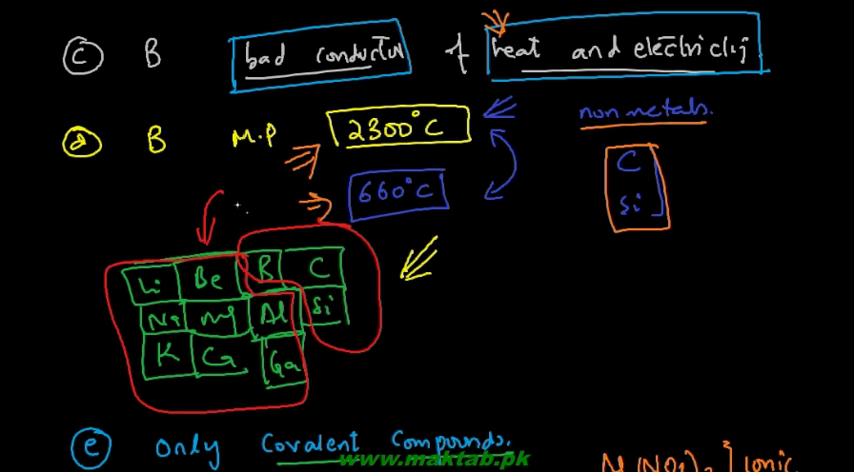 (c) B bad conductor of heat and electricity
(d) B M.P 2300°C non metals.
660°C C
Si
Li Be B C
Na Mg Al Si
K Ca Ga
(e) Only Covalent Compounds.
www.maktab.pk
Ionic